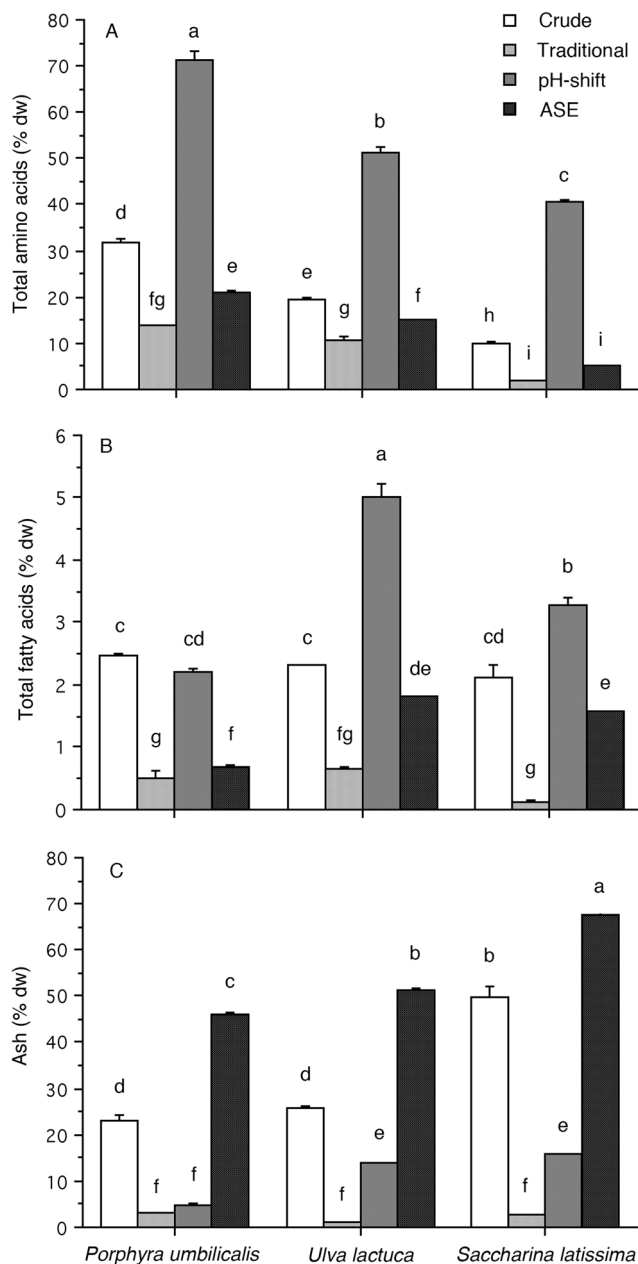 A
Crude
Traditional
pH-shift
ASE
Total amino acids (% dw)
80
70
60
50
40
30
20
10
0
d
fg
a
e
e
g
b
f
h
i
c
i
B
Total fatty acids (% dw)
6
5
4
3
2
1
0
c
g
cd
f
c
fg
a
de
cd
g
b
e
C
Ash (% dw)
80
70
60
50
40
30
20
10
0
d
f
f
c
d
f
e
b
b
f
e
a
Porphyra umbilicalis
Ulva lactuca
Saccharina latissima